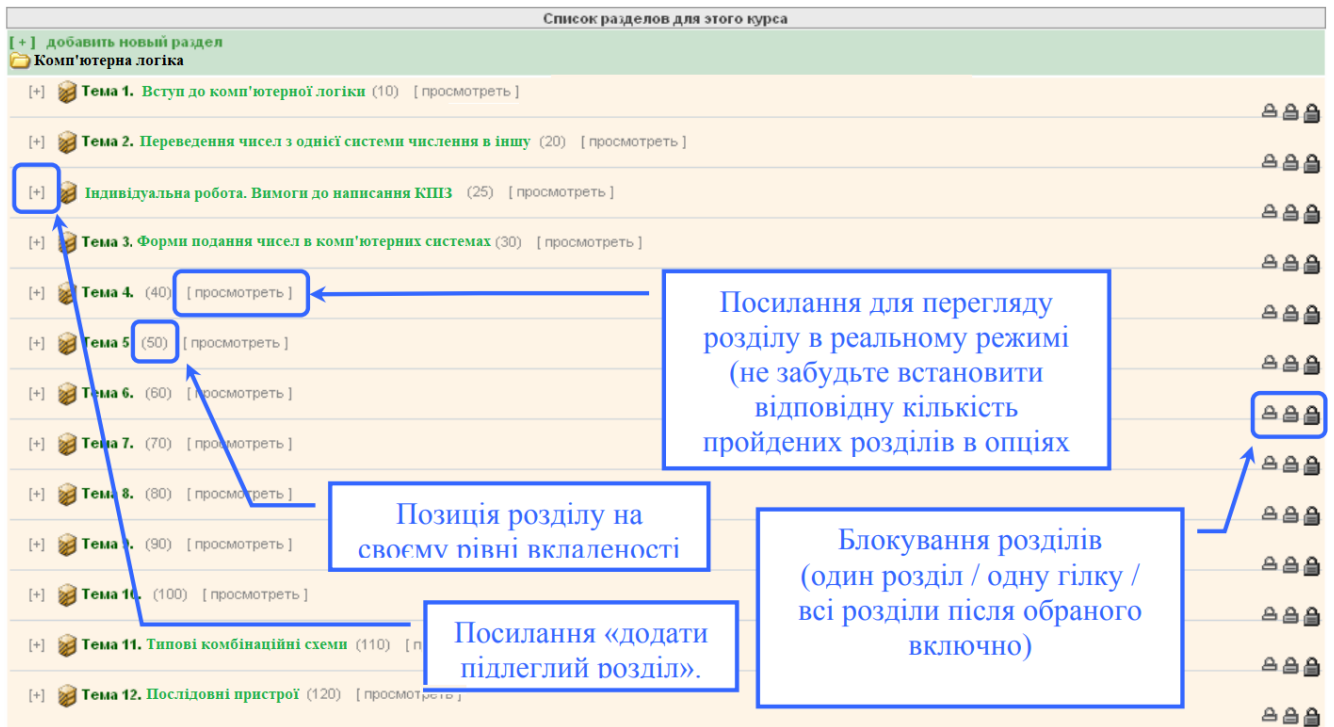 Список разделов для этого курса
[+] добавить новый раздел
Комп'ютерна логіка
[+] Тема 1. Вступ до комп'ютерної логіки (10) [ просмотреть ]
[+] Тема 2. Переведення чисел з однієї системи числення в іншу (20) [ просмотреть ]
[+] Індивідуальна робота. Вимоги до написання КПІЗ (25) [ просмотреть ]
[+] Тема 3. Форми подання чисел в комп'ютерних системах (30) [ просмотреть ]
[+] Тема 4. (40) [ просмотреть ]
[+] Тема 5 (50) [ просмотреть ]
[+] Тема 6. (60) [ просмотреть ]
[+] Тема 7. (70) [ просмотреть ]
[+] Тема 8. (80) [ просмотреть ]
[+] Тема 9. (90) [ просмотреть ]
[+] Тема 10. (100) [ просмотреть ]
[+] Тема 11. Типові комбінаційні схеми (110)
[+] Тема 12. Послідовні пристрої (120) [ просмотреть ]
Посилання для перегляду
розділу в реальному режимі
(не забудьте встановити
відповідну кількість
пройдених розділів в опціях
Позиція розділу на
своєму рівні вкладеності
Посилання «додати
підлеглий розділ».
Блокування розділів
(один розділ / одну гілку /
всі розділи після обраного
включно)